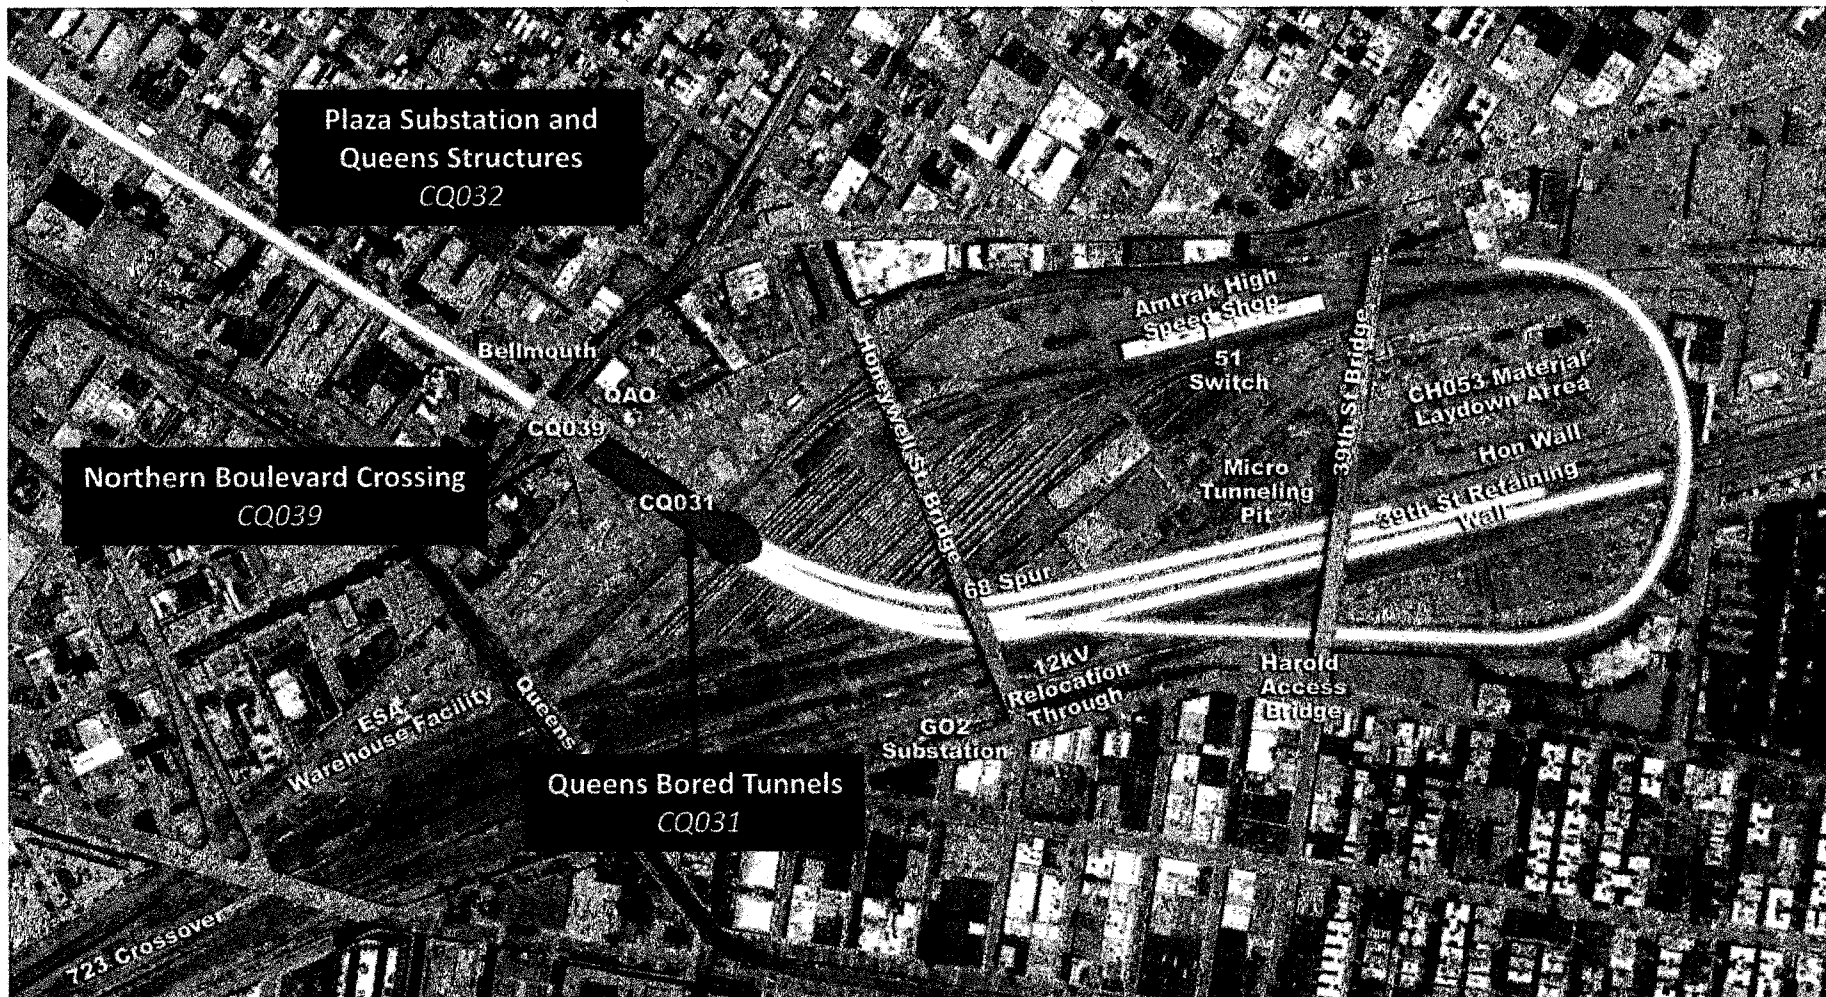 Plaza Substation and
Queens Structures
CQ032
Amtrak High
Speed Shop
Bellmouth
51
Switch
Honeywell St. Bridge
39th St Bridge
QAO
CH053 Material
Laydown Arrea
CQ039
Hon Wall
Northern Boulevard Crossing
CQ039
Micro
Tunneling
Pit
CQ031
39th St Retaining
Wall
68 Spur
12kV
Relocation
Through
Harold
Access
Bridge
Queens
ESA
Warehouse Facility
GO2
Substation
Queens Bored Tunnels
CQ031
723 Crossover